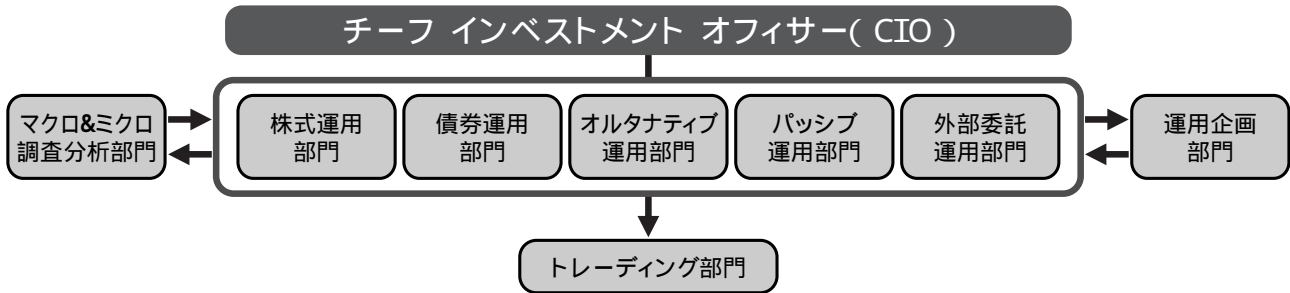 チーフ インベストメント オフィサー( CIO )
マクロ&ミクロ
調査分析部門
株式運用
部門
債券運用
部門
オルタナティブ
運用部門
パッシブ
運用部門
外部委託
運用部門
運用企画
部門
トレーディング部門